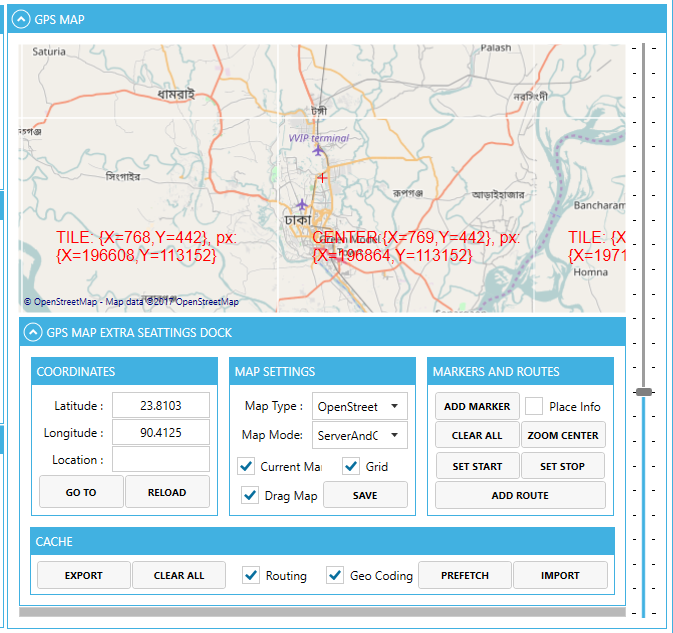 GPS MAP
Saturia
Palash
ধামরাই
টঙ্গী
নরসিংদী
VVIP terminal
সিংগাইর
রূপগঞ্জ
আড়াইহাজার
ঢাকা
Bancharam
TILE: {X=768,Y=442}, px:
{X=196608,Y=113152}
CENTER{X=769,Y=442}, px:
{X=196864,Y=113152}
TILE: {X
{X=1971
Homna
© OpenStreetMap - Map data ©2017 OpenStreetMap
GPS MAP EXTRA SEATTINGS DOCK
COORDINATES
Latitude : 23.8103
Longitude : 90.4125
Location :
GO TO RELOAD
MAP SETTINGS
Map Type : OpenStreet
Map Mode: ServerAndC
Current Ma Grid
Drag Map SAVE
MARKERS AND ROUTES
ADD MARKER Place Info
CLEAR ALL ZOOM CENTER
SET START SET STOP
ADD ROUTE
CACHE
EXPORT CLEAR ALL Routing Geo Coding PREFETCH IMPORT